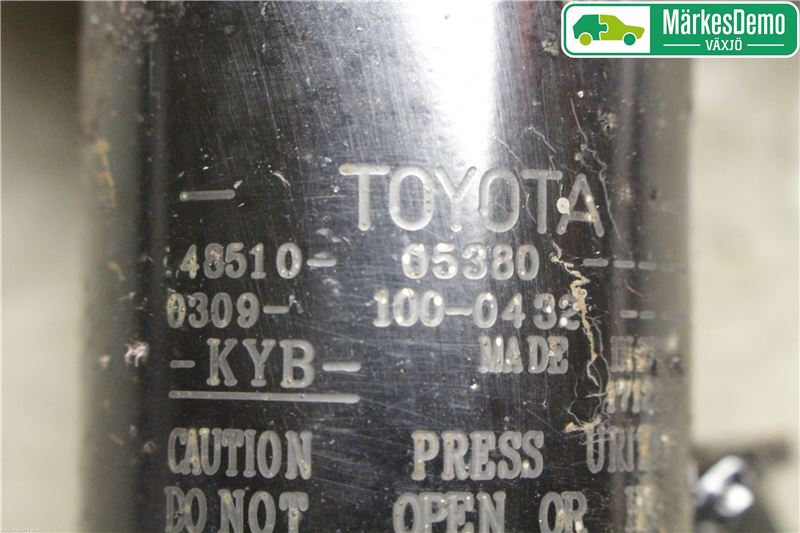 MärkesDemo
VÄXJÖ
— TOYOTA
48510- 05380 ----
0309- 100-0432 ---
-KYB- MADE
CAUTION PRESS
DO NOT OPEN OR